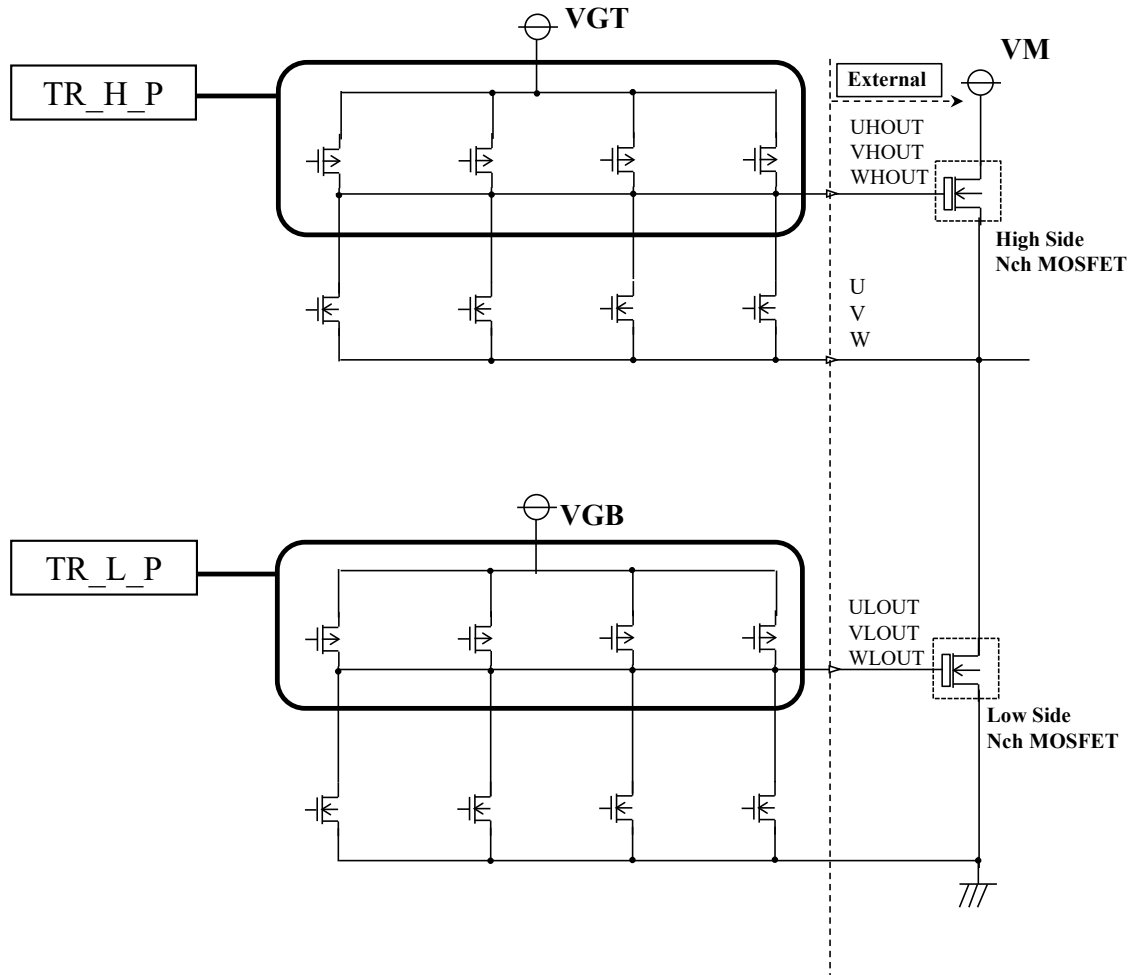 VGT
VM
TR_H_P
External
UHOUT
VHOUT
WHOUT
High Side
Nch MOSFET
U
V
W
VGB
TR_L_P
ULOUT
VLOUT
WLOUT
Low Side
Nch MOSFET